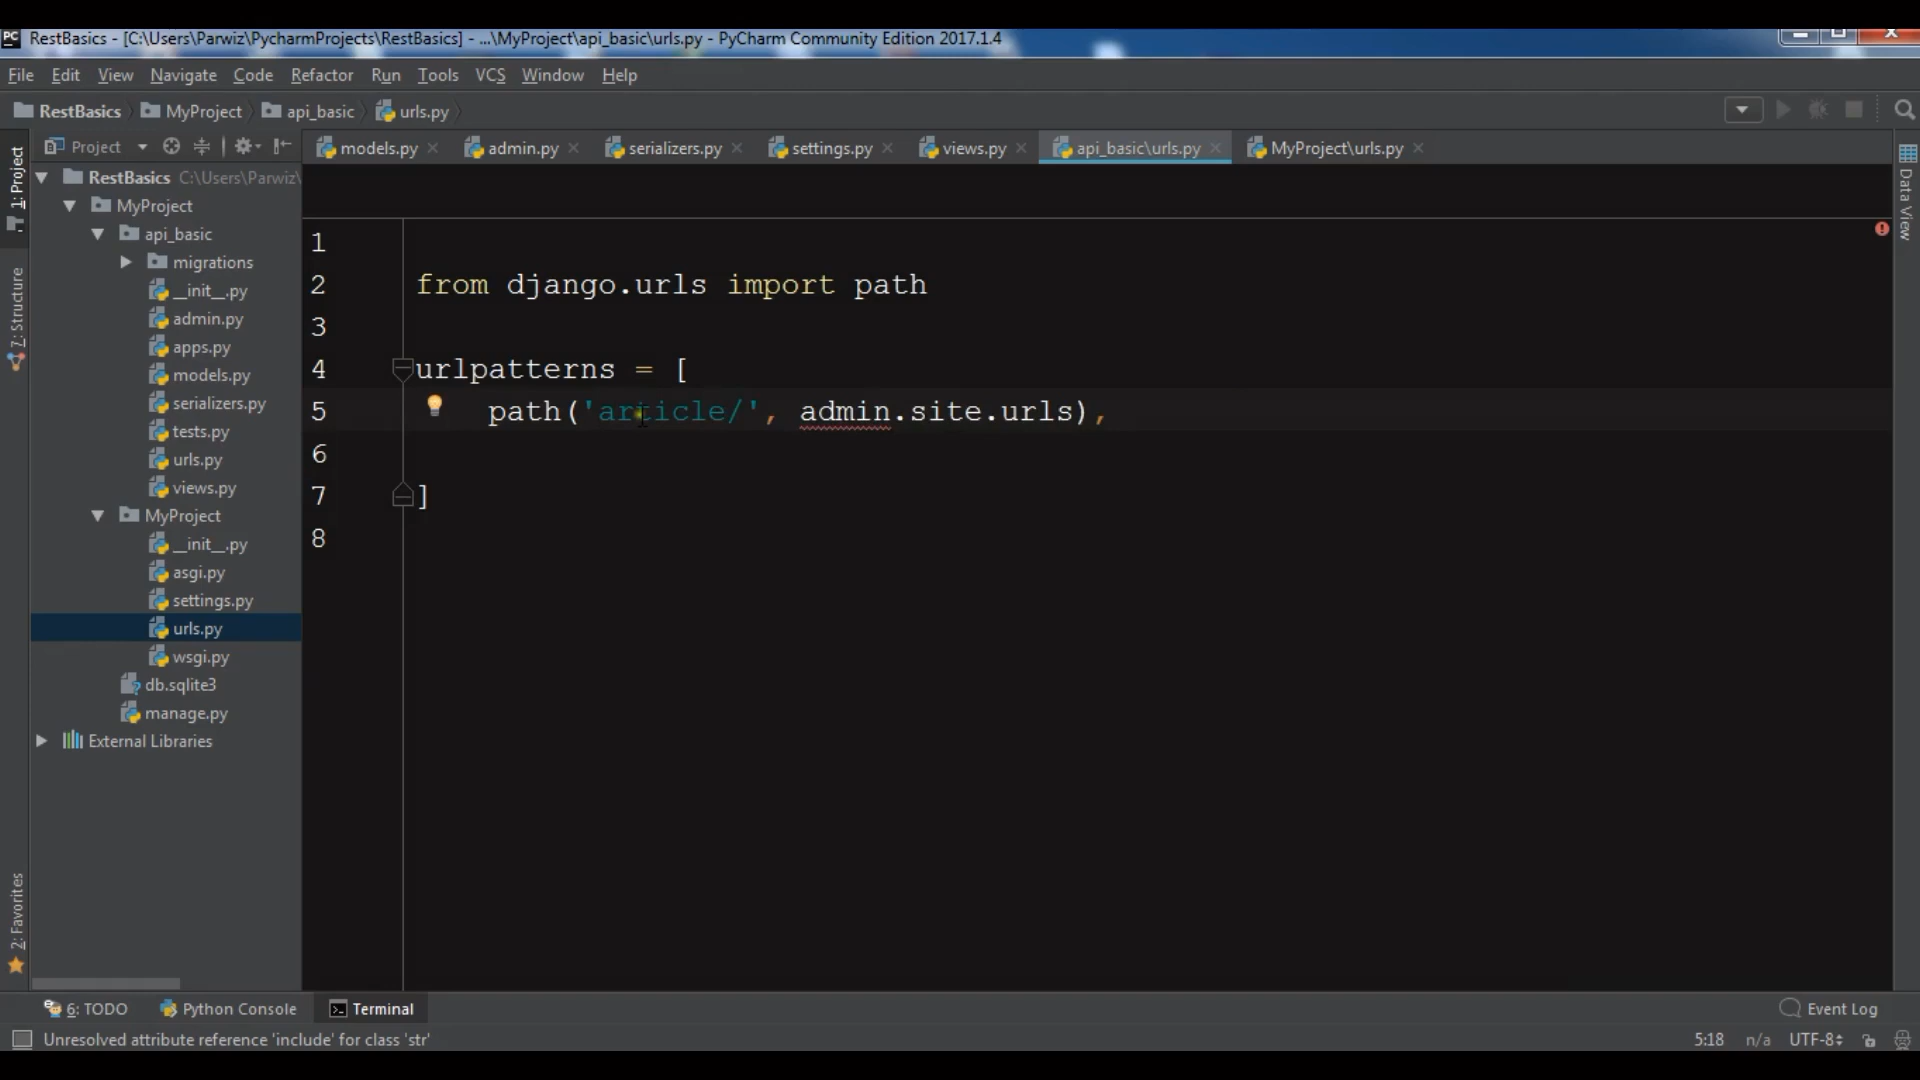 PC RestBasics - [C:\Users\Parwiz\PycharmProjects\RestBasics] - ...\MyProject\api_basic\urls.py - PyCharm Community Edition 2017.1.4
File Edit View Navigate Code Refactor Run Tools VCS Window Help
RestBasics MyProject api_basic urls.py
Project
models.py admin.py serializers.py settings.py views.py api_basic\urls.py MyProject\urls.py
1: Project
7: Structure
2: Favorites
RestBasics C:\Users\Parwiz\
MyProject
api_basic
migrations
__init__.py
admin.py
apps.py
models.py
serializers.py
tests.py
urls.py
views.py
MyProject
__init__.py
asgi.py
settings.py
urls.py
wsgi.py
db.sqlite3
manage.py
External Libraries
1
2 from django.urls import path
3
4 urlpatterns = [
5 path('article/', admin.site.urls),
6
7 ]
8
Data View
6: TODO Python Console Terminal Event Log
Unresolved attribute reference 'include' for class 'str' 5:18 n/a UTF-8